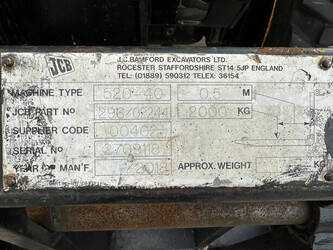 JCB
J.C.BAMFORD EXCAVATORS LTD.
ROCESTER STAFFORDSHIRE ST14 5JP ENGLAND
TEL: (01889) 590312 TELEX: 36154
MACHINE TYPE 520-40 0.5 M
JCB PART No KG
SUPPLIER CODE
SERIAL No
YEAR OF MAN'F 2018 APPROX. WEIGHT KG